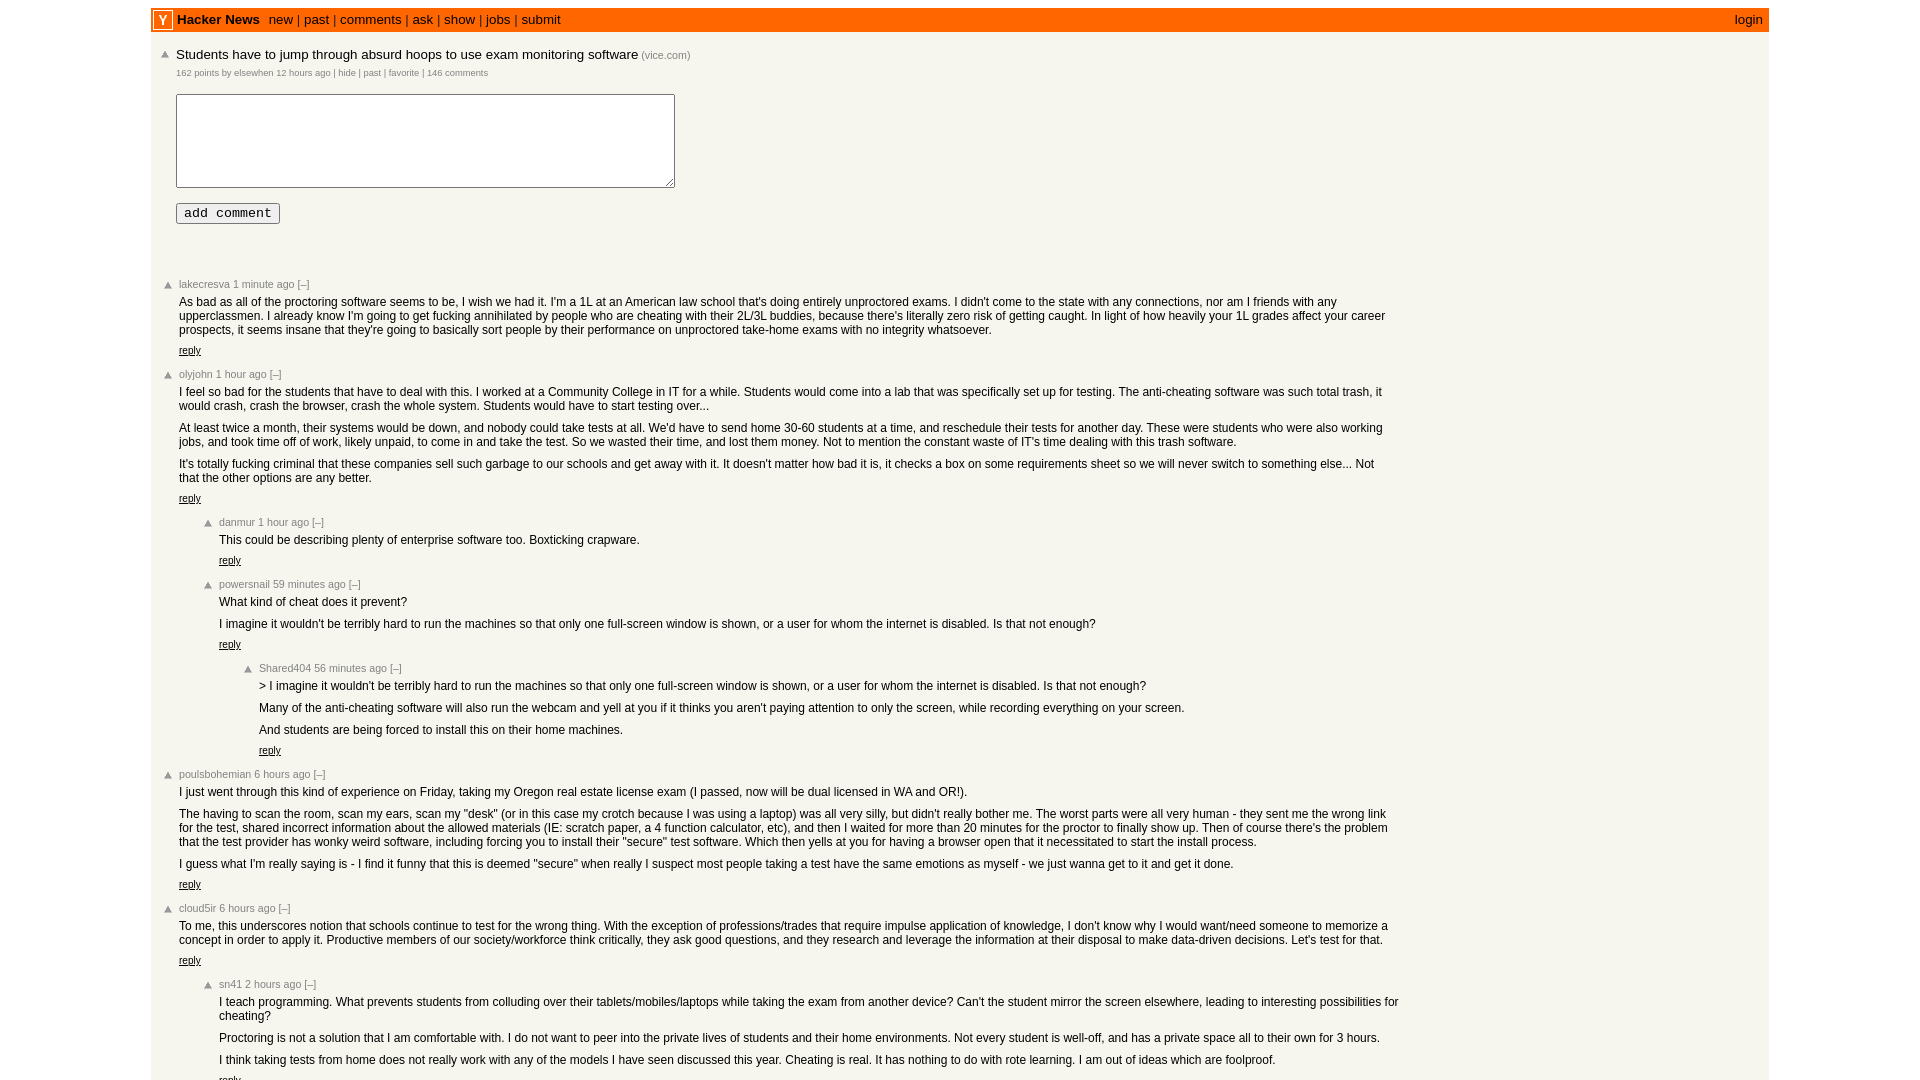 Y Hacker News new | past | comments | ask | show | jobs | submit login
Students have to jump through absurd hoops to use exam monitoring software (vice.com)
162 points by elsewhen 12 hours ago | hide | past | favorite | 146 comments
add comment
lakecresva 1 minute ago [–]
As bad as all of the proctoring software seems to be, I wish we had it. I'm a 1L at an American law school that's doing entirely unproctored exams. I didn't come to the state with any connections, nor am I friends with any
upperclassmen. I already know I'm going to get fucking annihilated by people who are cheating with their 2L/3L buddies, because there's literally zero risk of getting caught. In light of how heavily your 1L grades affect your career
prospects, it seems insane that they're going to basically sort people by their performance on unproctored take-home exams with no integrity whatsoever.
reply
olyjohn 1 hour ago [–]
I feel so bad for the students that have to deal with this. I worked at a Community College in IT for a while. Students would come into a lab that was specifically set up for testing. The anti-cheating software was such total trash, it
would crash, crash the browser, crash the whole system. Students would have to start testing over...
At least twice a month, their systems would be down, and nobody could take tests at all. We'd have to send home 30-60 students at a time, and reschedule their tests for another day. These were students who were also working
jobs, and took time off of work, likely unpaid, to come in and take the test. So we wasted their time, and lost them money. Not to mention the constant waste of IT's time dealing with this trash software.
It's totally fucking criminal that these companies sell such garbage to our schools and get away with it. It doesn't matter how bad it is, it checks a box on some requirements sheet so we will never switch to something else... Not
that the other options are any better.
reply
danmur 1 hour ago [–]
This could be describing plenty of enterprise software too. Boxticking crapware.
reply
powersnail 59 minutes ago [–]
What kind of cheat does it prevent?
I imagine it wouldn't be terribly hard to run the machines so that only one full-screen window is shown, or a user for whom the internet is disabled. Is that not enough?
reply
Shared404 56 minutes ago [–]
> I imagine it wouldn't be terribly hard to run the machines so that only one full-screen window is shown, or a user for whom the internet is disabled. Is that not enough?
Many of the anti-cheating software will also run the webcam and yell at you if it thinks you aren't paying attention to only the screen, while recording everything on your screen.
And students are being forced to install this on their home machines.
reply
poulsbohemian 6 hours ago [–]
I just went through this kind of experience on Friday, taking my Oregon real estate license exam (I passed, now will be dual licensed in WA and OR!).
The having to scan the room, scan my ears, scan my "desk" (or in this case my crotch because I was using a laptop) was all very silly, but didn't really bother me. The worst parts were all very human - they sent me the wrong link
for the test, shared incorrect information about the allowed materials (IE: scratch paper, a 4 function calculator, etc), and then I waited for more than 20 minutes for the proctor to finally show up. Then of course there's the problem
that the test provider has wonky weird software, including forcing you to install their "secure" test software. Which then yells at you for having a browser open that it necessitated to start the install process.
I guess what I'm really saying is - I find it funny that this is deemed "secure" when really I suspect most people taking a test have the same emotions as myself - we just wanna get to it and get it done.
reply
cloud5ir 6 hours ago [–]
To me, this underscores notion that schools continue to test for the wrong thing. With the exception of professions/trades that require impulse application of knowledge, I don't know why I would want/need someone to memorize a
concept in order to apply it. Productive members of our society/workforce think critically, they ask good questions, and they research and leverage the information at their disposal to make data-driven decisions. Let's test for that.
reply
sn41 2 hours ago [–]
I teach programming. What prevents students from colluding over their tablets/mobiles/laptops while taking the exam from another device? Can't the student mirror the screen elsewhere, leading to interesting possibilities for
cheating?
Proctoring is not a solution that I am comfortable with. I do not want to peer into the private lives of students and their home environments. Not every student is well-off, and has a private space all to their own for 3 hours.
I think taking tests from home does not really work with any of the models I have seen discussed this year. Cheating is real. It has nothing to do with rote learning. I am out of ideas which are foolproof.
reply